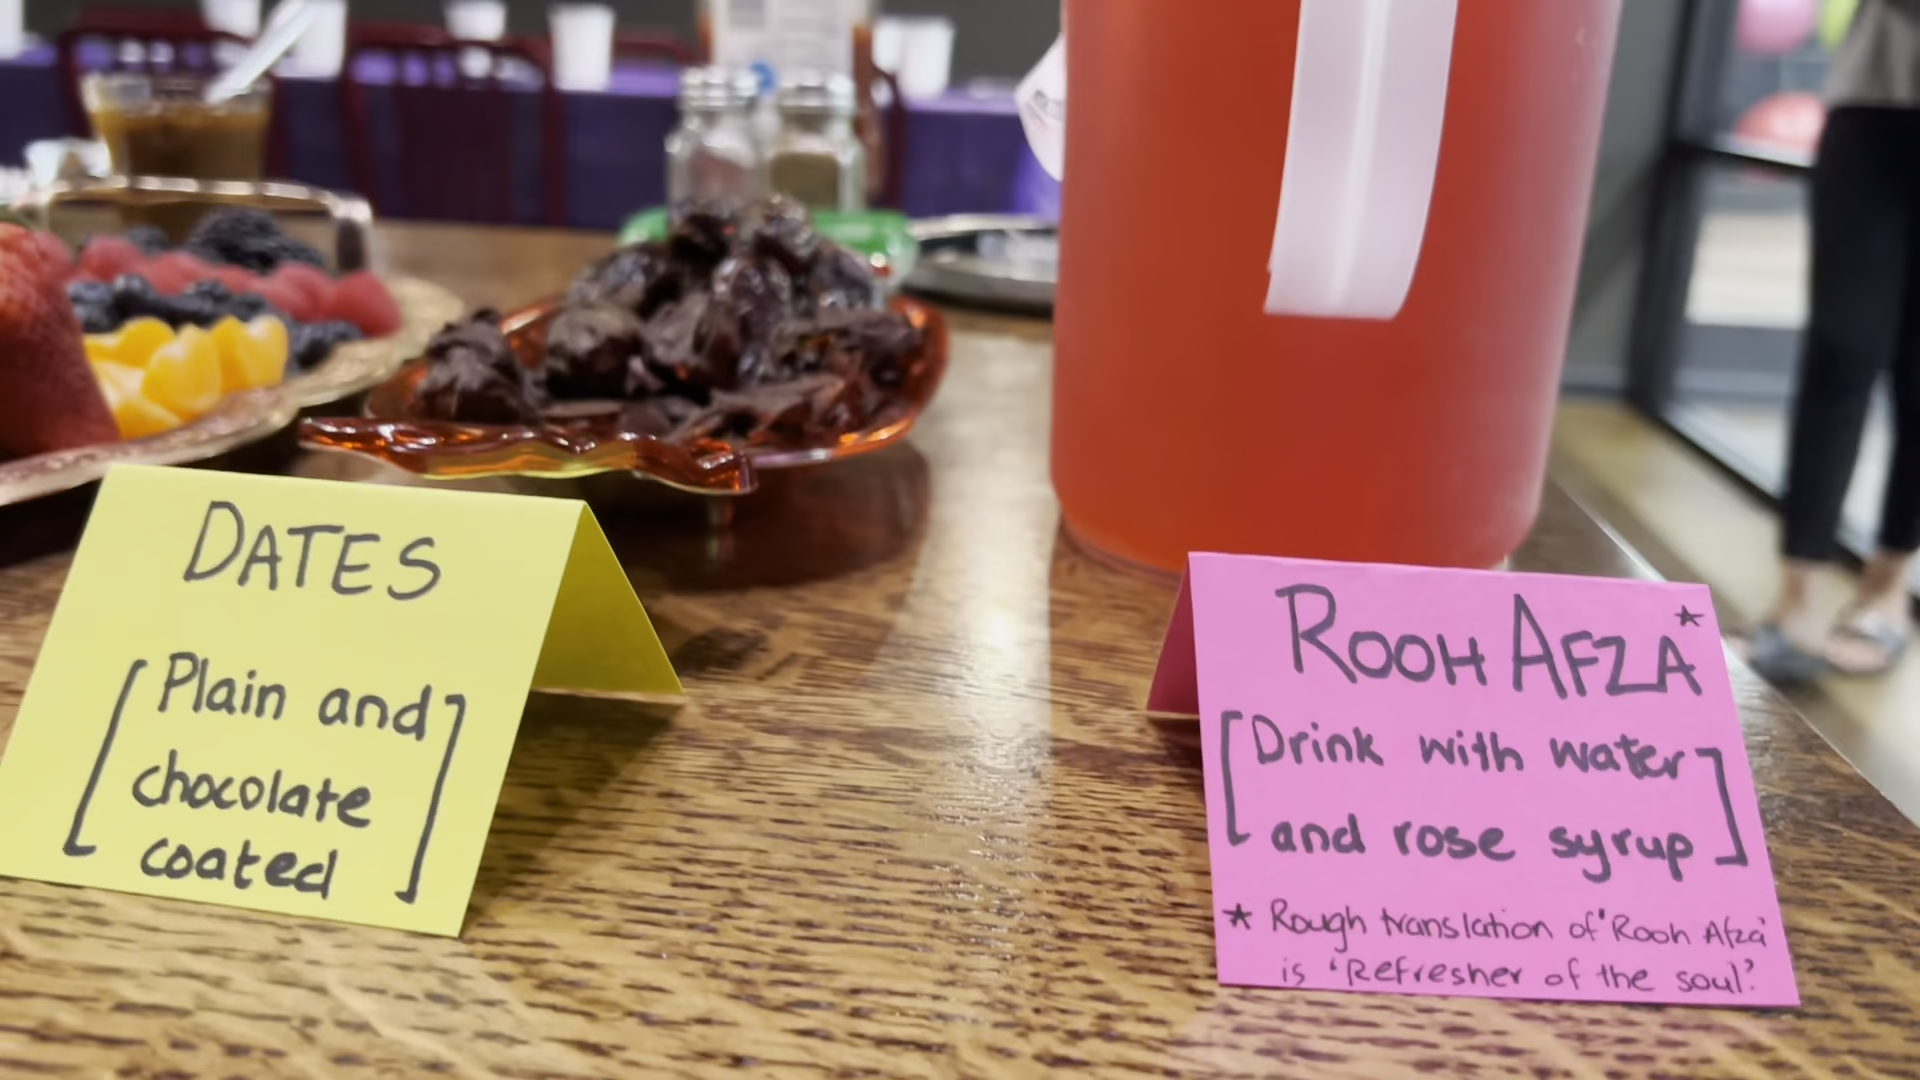 DATES
[Plain and
chocolate
coated]
ROOH AFZA*
[Drink with water
and rose syrup]
* Rough translation of 'Rooh Afza'
is 'Refresher of the soul'.